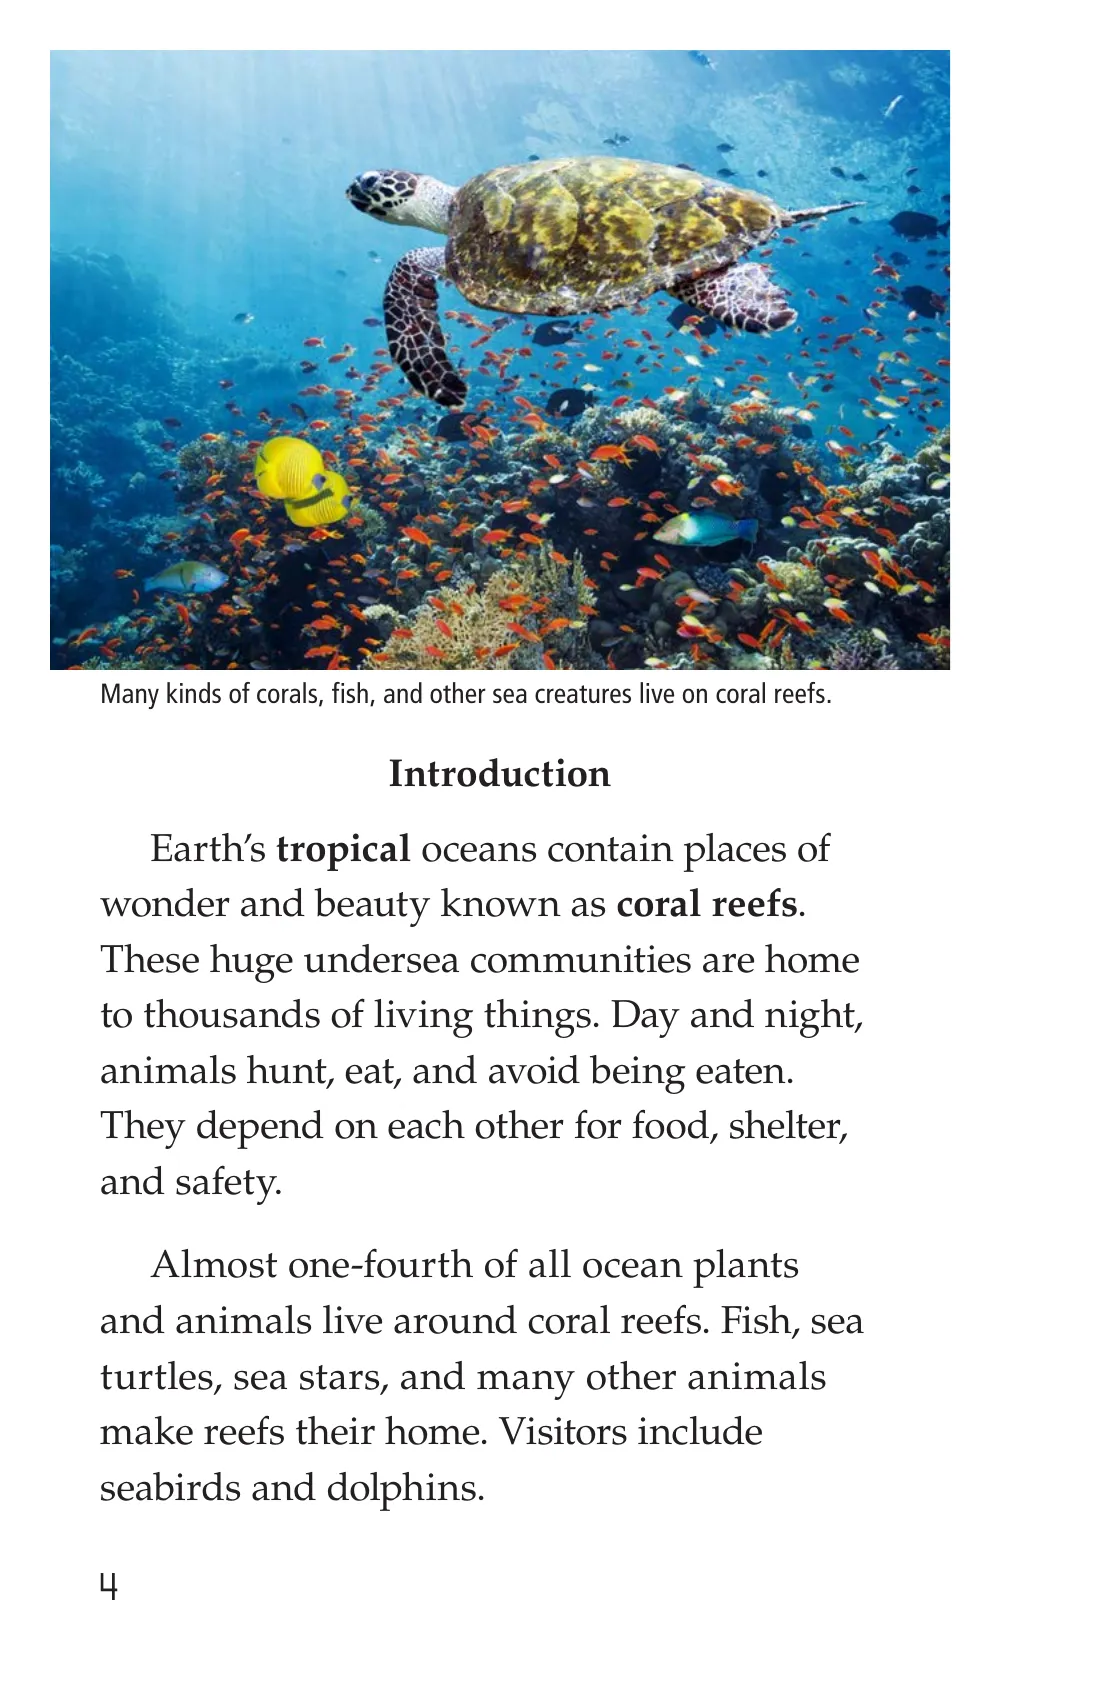 Many kinds of corals, fish, and other sea creatures live on coral reefs.
Introduction
Earth’s tropical oceans contain places of
wonder and beauty known as coral reefs.
These huge undersea communities are home
to thousands of living things. Day and night,
animals hunt, eat, and avoid being eaten.
They depend on each other for food, shelter,
and safety.
Almost one-fourth of all ocean plants
and animals live around coral reefs. Fish, sea
turtles, sea stars, and many other animals
make reefs their home. Visitors include
seabirds and dolphins.
4